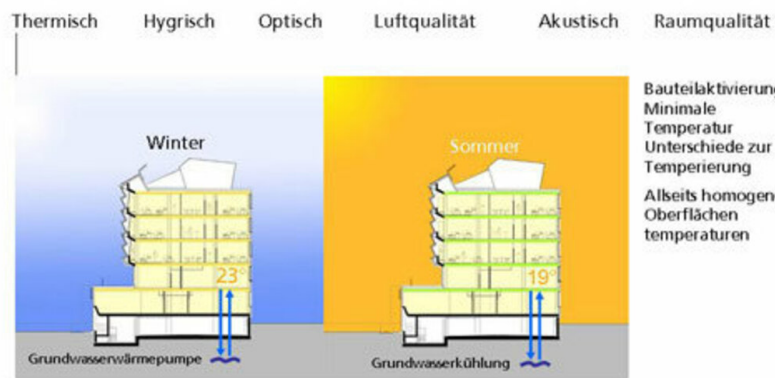 Thermisch Hygrisch Optisch Luftqualität Akustisch Raumqualität
Winter
Sommer
23°
19°
Grundwasserwärmepumpe
Grundwasserkühlung
Bauteilaktivierung
Minimale
Temperatur
Unterschiede zur
Temperierung
Allseits homogen
Oberflächen
temperaturen